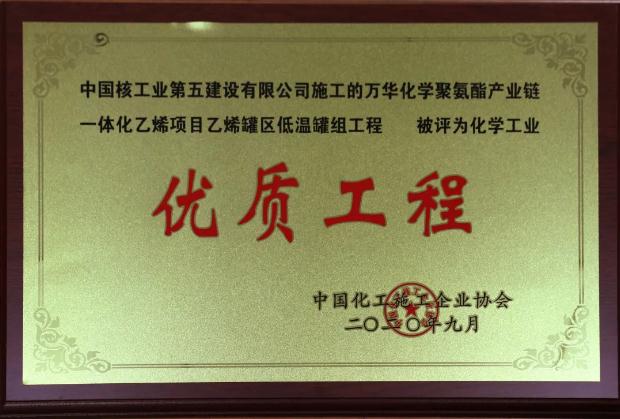 中国核工业第五建设有限公司施工的万华化学聚氨酯产业链
一体化乙烯项目乙烯罐区低温罐组工程 被评为化学工业
优质工程
中国化工施工企业协会
二〇二〇年九月